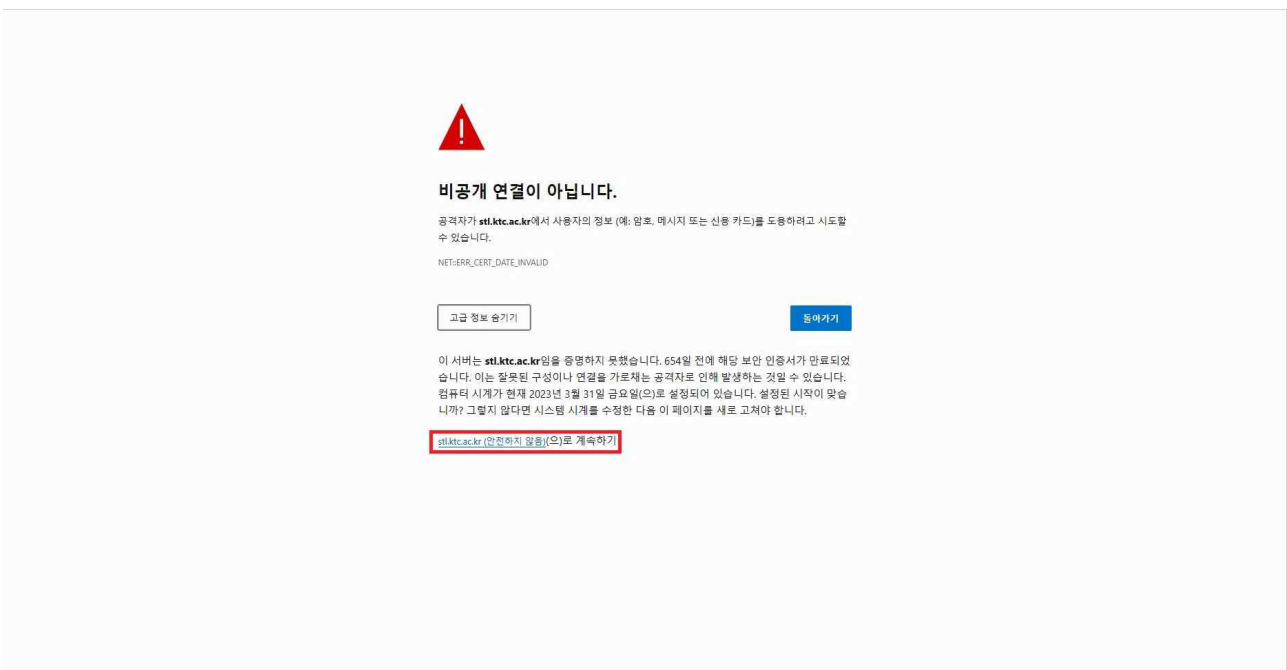 비공개 연결이 아닙니다.
공격자가 stl.ktc.ac.kr에서 사용자의 정보 (예: 암호, 메시지 또는 신용 카드)를 도용하려고 시도할
수 있습니다.
NET::ERR_CERT_DATE_INVALID
고급 정보 숨기기
돌아가기
이 서버는 stl.ktc.ac.kr임을 증명하지 못했습니다. 654일 전에 해당 보안 인증서가 만료되었
습니다. 이는 잘못된 구성이나 연결을 가로채는 공격자로 인해 발생하는 것일 수 있습니다.
컴퓨터 시계가 현재 2023년 3월 31일 금요일(으)로 설정되어 있습니다. 설정된 시작이 맞습
니까? 그렇지 않다면 시스템 시계를 수정한 다음 이 페이지를 새로 고쳐야 합니다.
stl.ktc.ac.kr (안전하지 않음)(으)로 계속하기